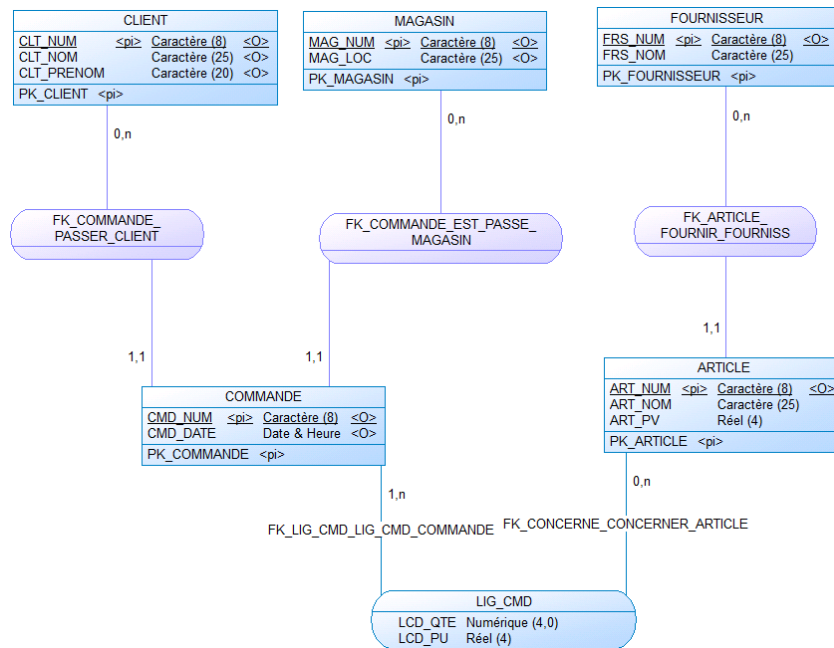 CLIENT
CLT_NUM <pi> Caractère (8) <O>
CLT_NOM Caractère (25) <O>
CLT_PRENOM Caractère (20) <O>
PK_CLIENT <pi>
MAGASIN
MAG_NUM <pi> Caractère (8) <O>
MAG_LOC Caractère (25) <O>
PK_MAGASIN <pi>
FOURNISSEUR
FRS_NUM <pi> Caractère (8) <O>
FRS_NOM Caractère (25)
PK_FOURNISSEUR <pi>
0,n
0,n
0,n
FK_COMMANDE_
PASSER_CLIENT
FK_COMMANDE_EST_PASSE_
MAGASIN
FK_ARTICLE_
FOURNIR_FOURNISS
1,1
1,1
1,1
COMMANDE
CMD_NUM <pi> Caractère (8) <O>
CMD_DATE Date & Heure <O>
PK_COMMANDE <pi>
ARTICLE
ART_NUM <pi> Caractère (8) <O>
ART_NOM Caractère (25)
ART_PV Réel (4)
PK_ARTICLE <pi>
1,n
0,n
FK_LIG_CMD_LIG_CMD_COMMANDE
FK_CONCERNE_CONCERNER_ARTICLE
LIG_CMD
LCD_QTE Numérique (4,0)
LCD_PU Réel (4)